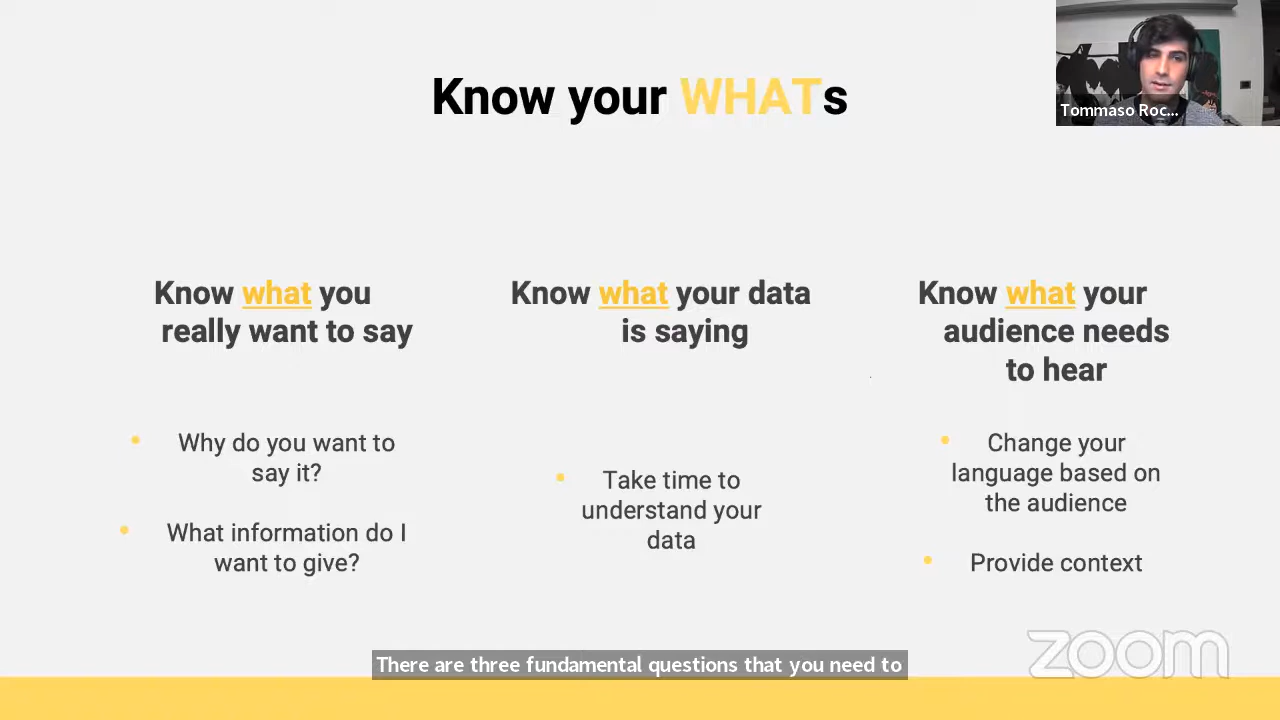 Know your WHATs
Tommaso Roc...
Know what you
really want to say
Know what your data
is saying
Know what your
audience needs
to hear
• Why do you want to
say it?
• What information do I
want to give?
• Take time to
understand your
data
• Change your
language based on
the audience
• Provide context
There are three fundamental questions that you need to
zoom